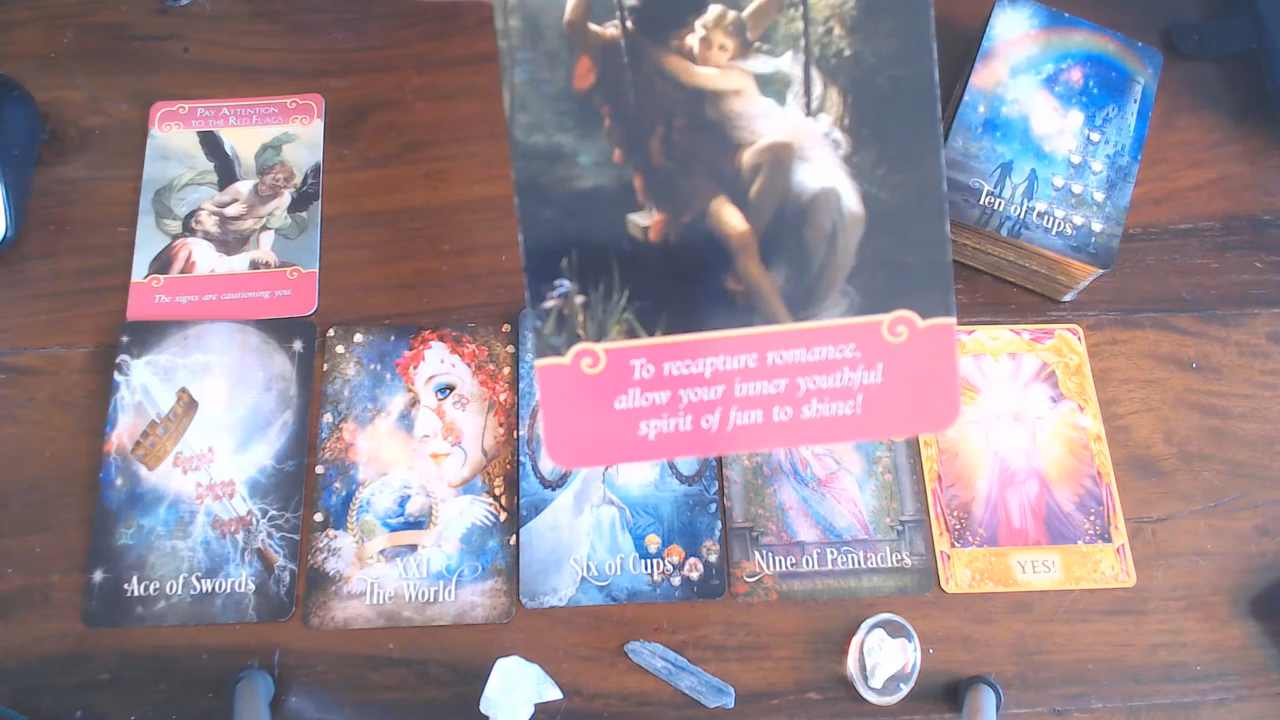 PAY ATTENTION
TO THE RED FLAGS
The signs are cautioning you.
Ten of Cups
To recapture romance,
allow your inner youthful
spirit of fun to shine!
Ace of Swords
XXI
The World
Six of Cups
Nine of Pentacles
YES!